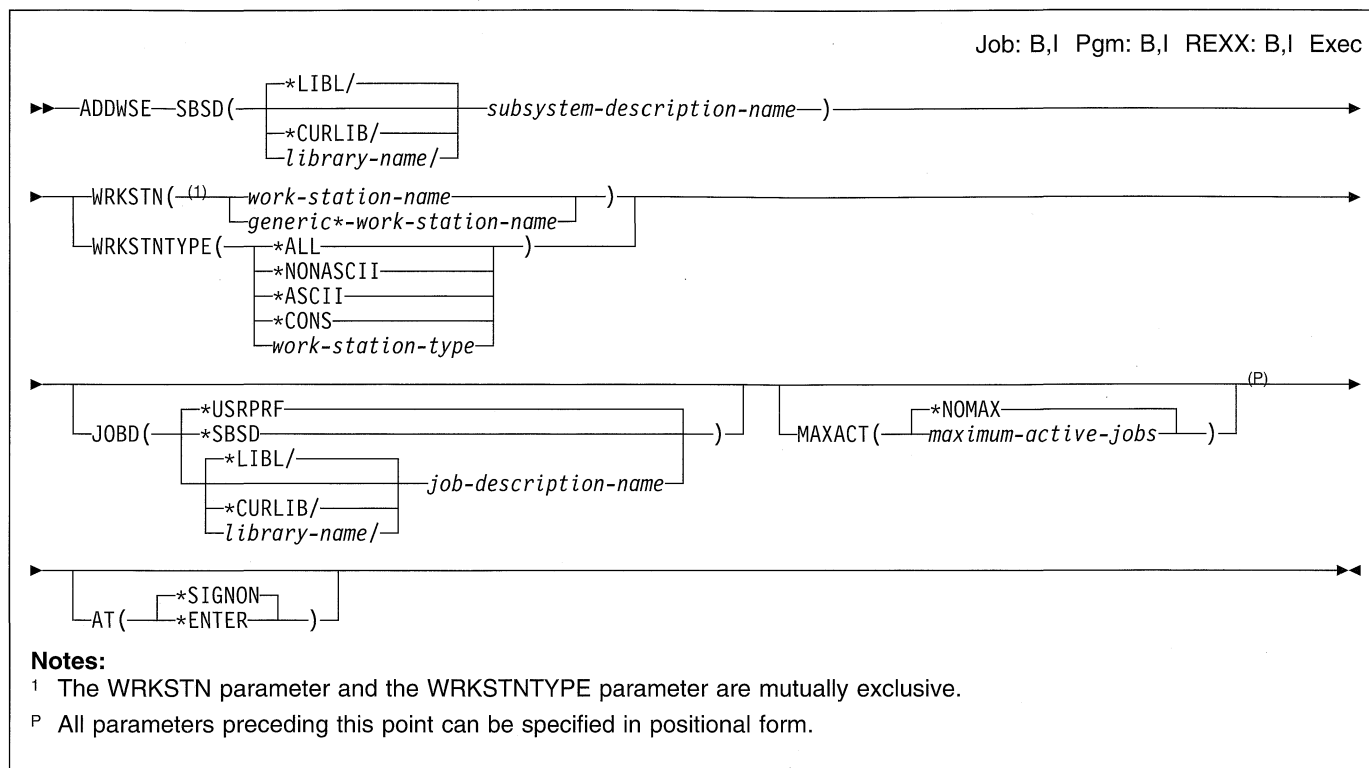 Job: B,I Pgm: B,I REXX: B,I Exec
*LIBL/
ADDWSE SBSD( subsystem-description-name )
*CURLIB/
library-name/
WRKSTN( (1) work-station-name )
generic*-work-station-name
WRKSTNTYPE( *ALL )
*NONASCII
*ASCII
*CONS
work-station-type
(P)
*USRPRF *NOMAX
JOBD( *SBSD ) MAXACT( maximum-active-jobs )
*LIBL/
job-description-name
*CURLIB/
library-name/
*SIGNON
AT( *ENTER )
Notes:
1 The WRKSTN parameter and the WRKSTNTYPE parameter are mutually exclusive.
P All parameters preceding this point can be specified in positional form.